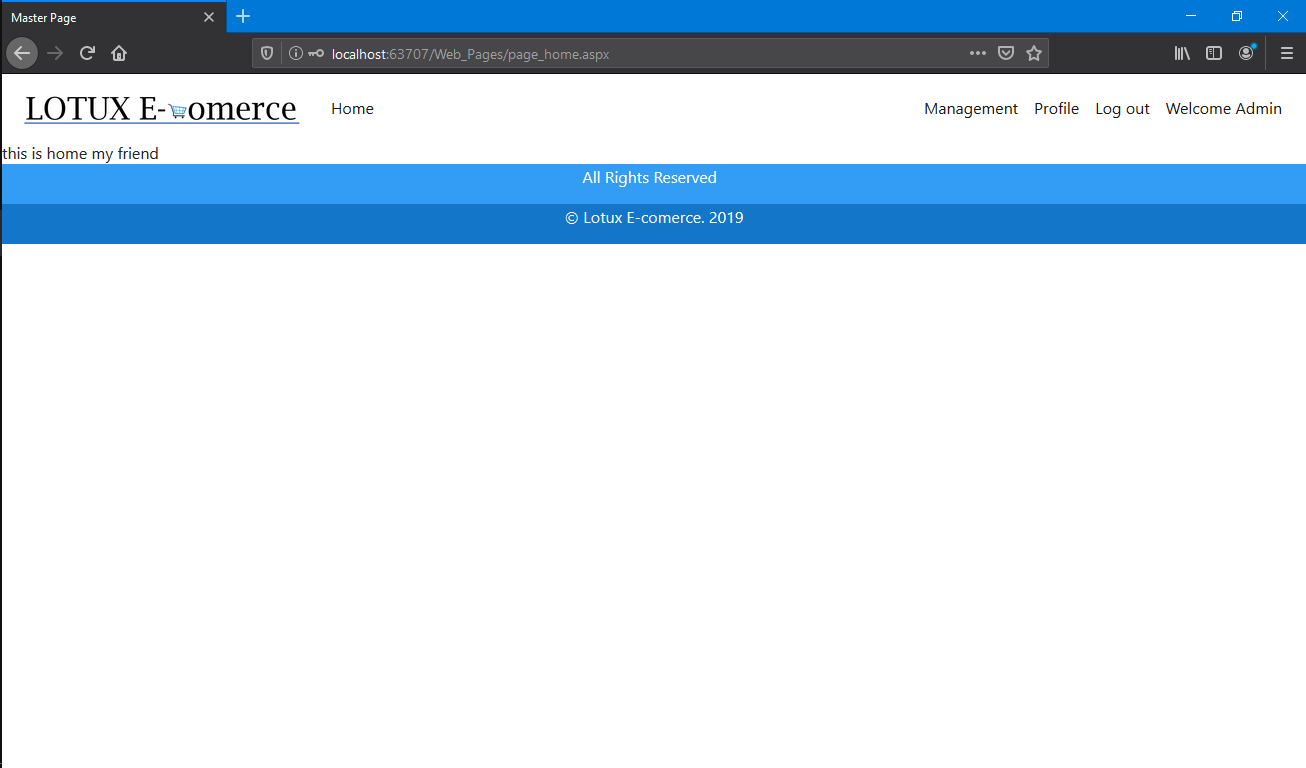 Master Page
localhost:63707/Web_Pages/page_home.aspx
LOTUX E-omerce Home Management Profile Log out Welcome Admin
this is home my friend
All Rights Reserved
© Lotux E-comerce. 2019